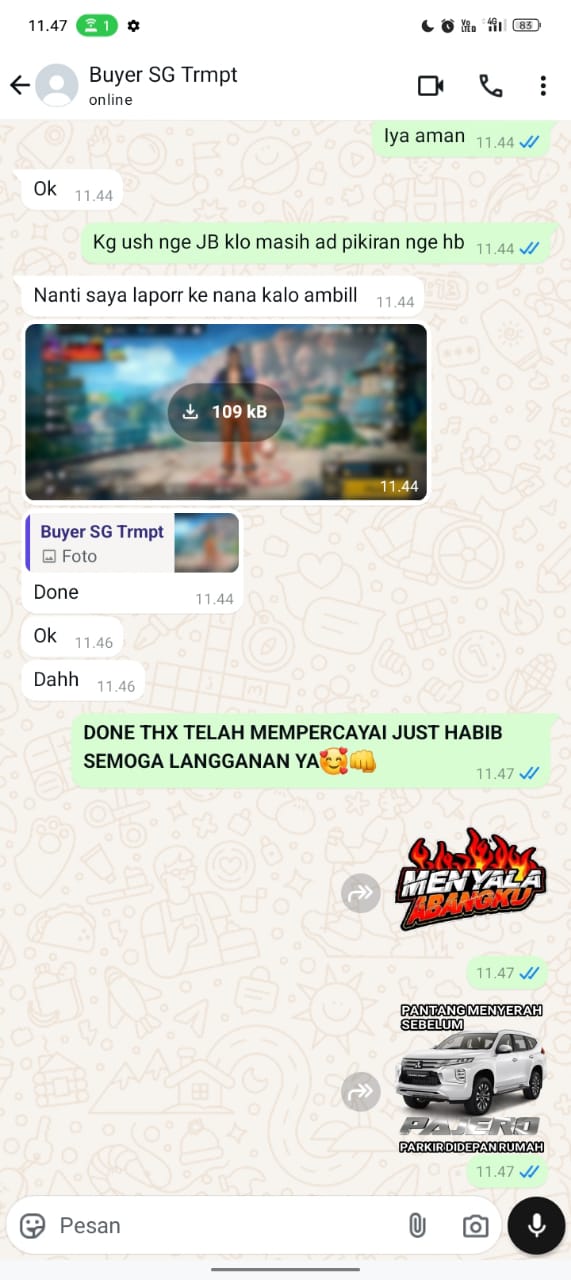 11.47
1
Vo
LTE D
4G
83
Buyer SG Trmpt
online
Iya aman
11.44
Ok
11.44
Kg ush nge JB klo masih ad pikiran nge hb
11.44
Nanti saya laporr ke nana kalo ambill
11.44
109 kB
11.44
Buyer SG Trmpt
Foto
Done
11.44
Ok
11.46
Dahh
11.46
DONE THX TELAH MEMPERCAYAI JUST HABIB
SEMOGA LANGGANAN YA🥰👊
11.47
MENYALA
ABANGKU
11.47
PANTANG MENYERAH
SEBELUM
PAJERO
PARKIR DIDEPAN RUMAH
11.47
Pesan